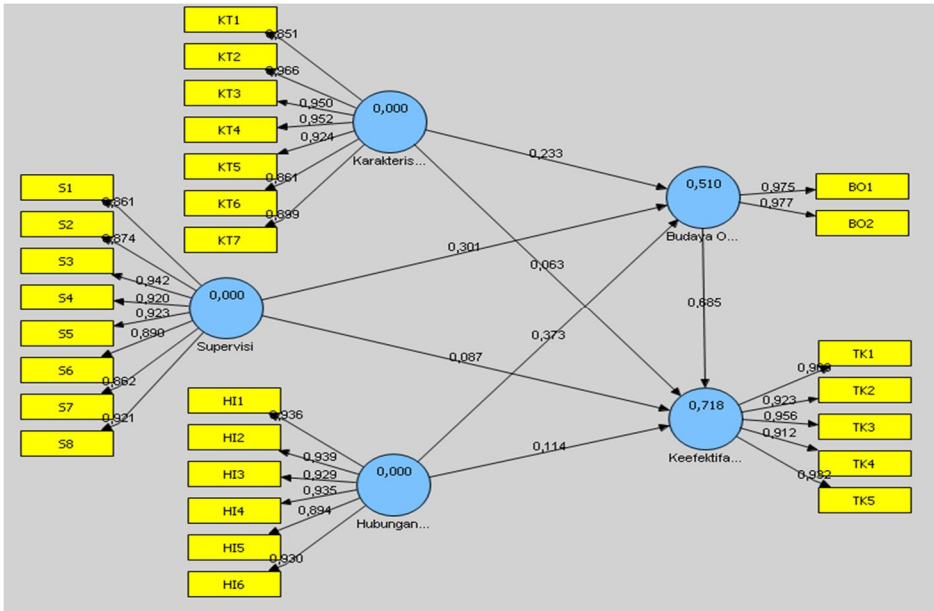 KT1
0,851
KT2
0,966
KT3
0,950
KT4
0,952
KT5
0,924
KT6
0,861
KT7
0,899
0,000
Karakteris...
S1
0,861
S2
0,874
S3
0,942
S4
0,920
S5
0,923
S6
0,890
S7
0,862
S8
0,921
0,000
Supervisi
HI1
0,936
HI2
0,939
HI3
0,929
HI4
0,935
HI5
0,894
HI6
0,930
0,000
Hubungan...
0,233
0,301
0,063
0,373
0,087
0,114
0,685
0,510
Budaya O...
0,975
BO1
0,977
BO2
0,718
Keefektifa...
TK1
0,923
TK2
0,956
TK3
0,912
TK4
0,932
TK5